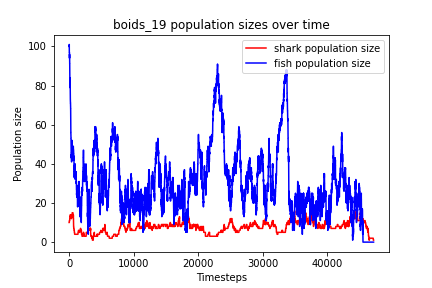 boids_19 population sizes over time
shark population size
fish population size
Population size
100
80
60
40
20
0
0
10000
20000
30000
40000
Timesteps